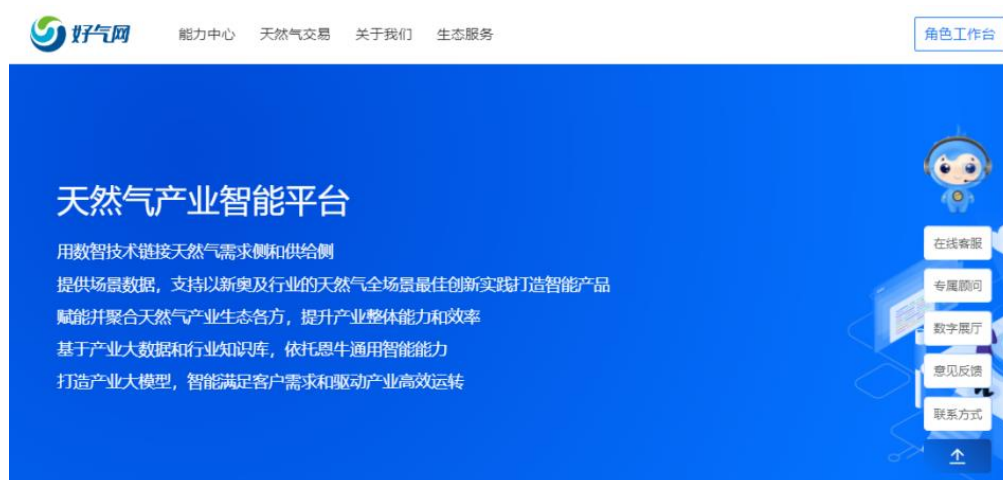 好气网
能力中心 天然气交易 关于我们 生态服务
角色工作台
天然气产业智能平台
用数智技术链接天然气需求侧和供给侧
提供场景数据，支持以新奥及行业的天然气全场景最佳创新实践打造智能产品
赋能并聚合天然气产业生态各方，提升产业整体能力和效率
基于产业大数据和行业知识库，依托恩牛通用智能能力
打造产业大模型，智能满足客户需求和驱动产业高效运转
在线客服
专属顾问
数字展厅
意见反馈
联系方式